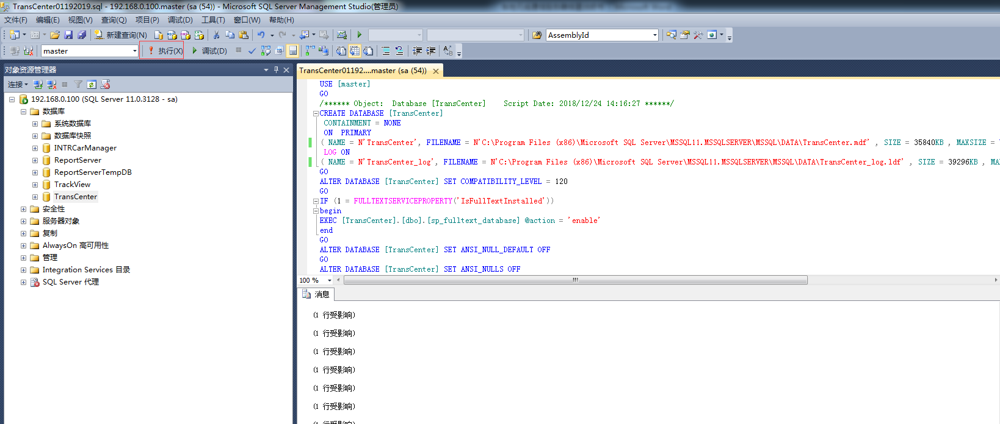 TransCenter01192019.sql - 192.168.0.100.master (sa (54)) - Microsoft SQL Server Management Studio(管理员)
文件(F) 编辑(E) 视图(V) 查询(Q) 项目(P) 调试(D) 工具(T) 窗口(W) 帮助(H)
新建查询(N) AssemblyId
master 执行(X) 调试(D)
对象资源管理器
连接
192.168.0.100 (SQL Server 11.0.3128 - sa)
数据库
系统数据库
数据库快照
INTRCarManager
ReportServer
ReportServerTempDB
TrackView
TransCenter
安全性
服务器对象
复制
AlwaysOn 高可用性
管理
Integration Services 目录
SQL Server 代理
TransCenter01192....master (sa (54))
USE [master]
GO
/****** Object:  Database [TransCenter]    Script Date: 2018/12/24 14:16:27 ******/
CREATE DATABASE [TransCenter]
CONTAINMENT = NONE
ON  PRIMARY
( NAME = N'TransCenter', FILENAME = N'C:\Program Files (x86)\Microsoft SQL Server\MSSQL11.MSSQLSERVER\MSSQL\DATA\TransCenter.mdf' , SIZE = 35840KB , MAXSIZE =
LOG ON
( NAME = N'TransCenter_log', FILENAME = N'C:\Program Files (x86)\Microsoft SQL Server\MSSQL11.MSSQLSERVER\MSSQL\DATA\TransCenter_log.ldf' , SIZE = 39296KB , MA
GO
ALTER DATABASE [TransCenter] SET COMPATIBILITY_LEVEL = 120
GO
IF (1 = FULLTEXTSERVICEPROPERTY('IsFullTextInstalled'))
begin
EXEC [TransCenter].[dbo].[sp_fulltext_database] @action = 'enable'
end
GO
ALTER DATABASE [TransCenter] SET ANSI_NULL_DEFAULT OFF
GO
ALTER DATABASE [TransCenter] SET ANSI_NULLS OFF
100 %
消息
(1 行受影响)
(1 行受影响)
(1 行受影响)
(1 行受影响)
(1 行受影响)
(1 行受影响)
(1 行受影响)